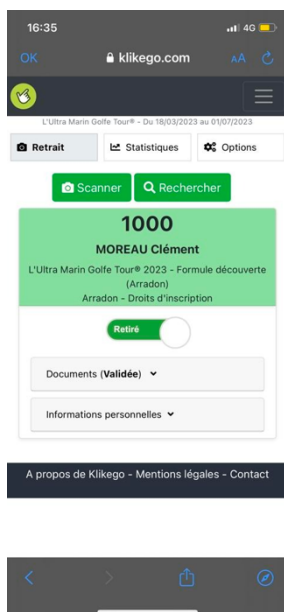 16:35
4G
OK
klikego.com
AA
L'Ultra Marin Golfe Tour® - Du 18/03/2023 au 01/07/2023
Retrait
Statistiques
Options
Scanner
Rechercher
1000
MOREAU Clément
L'Ultra Marin Golfe Tour® 2023 - Formule découverte
(Arradon)
Arradon - Droits d'inscription
Retiré
Documents (Validée)
Informations personnelles
A propos de Klikego - Mentions légales - Contact